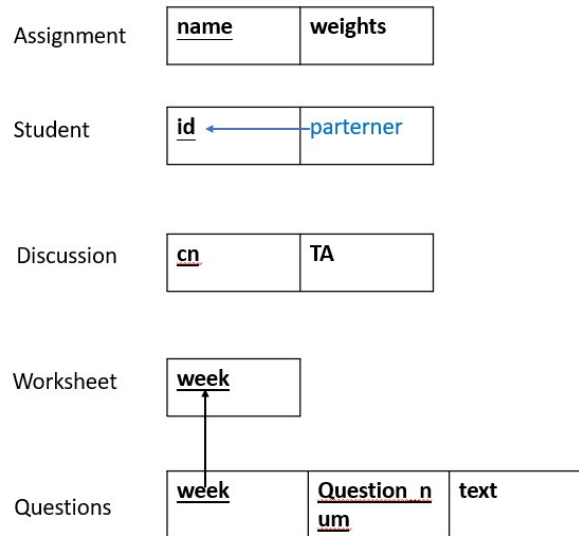 Assignment name weights
Student id parterner
Discussion cn TA
Worksheet week
Questions week Question_n text
um